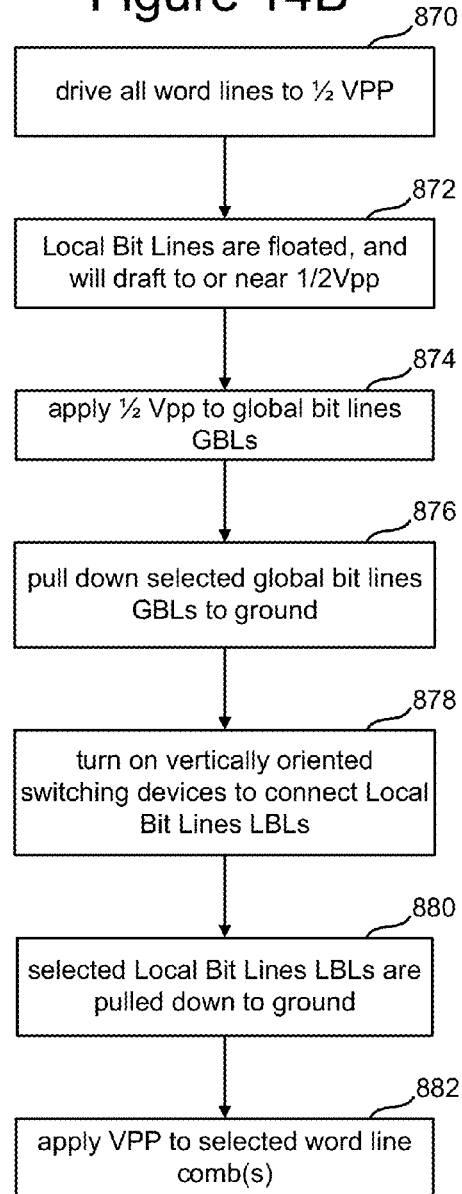 Figure 14B
870
drive all word lines to ½ VPP
872
Local Bit Lines are floated, and
will draft to or near 1/2Vpp
874
apply ½ Vpp to global bit lines
GBLs
876
pull down selected global bit lines
GBLs to ground
878
turn on vertically oriented
switching devices to connect Local
Bit Lines LBLs
880
selected Local Bit Lines LBLs are
pulled down to ground
882
apply VPP to selected word line
comb(s)